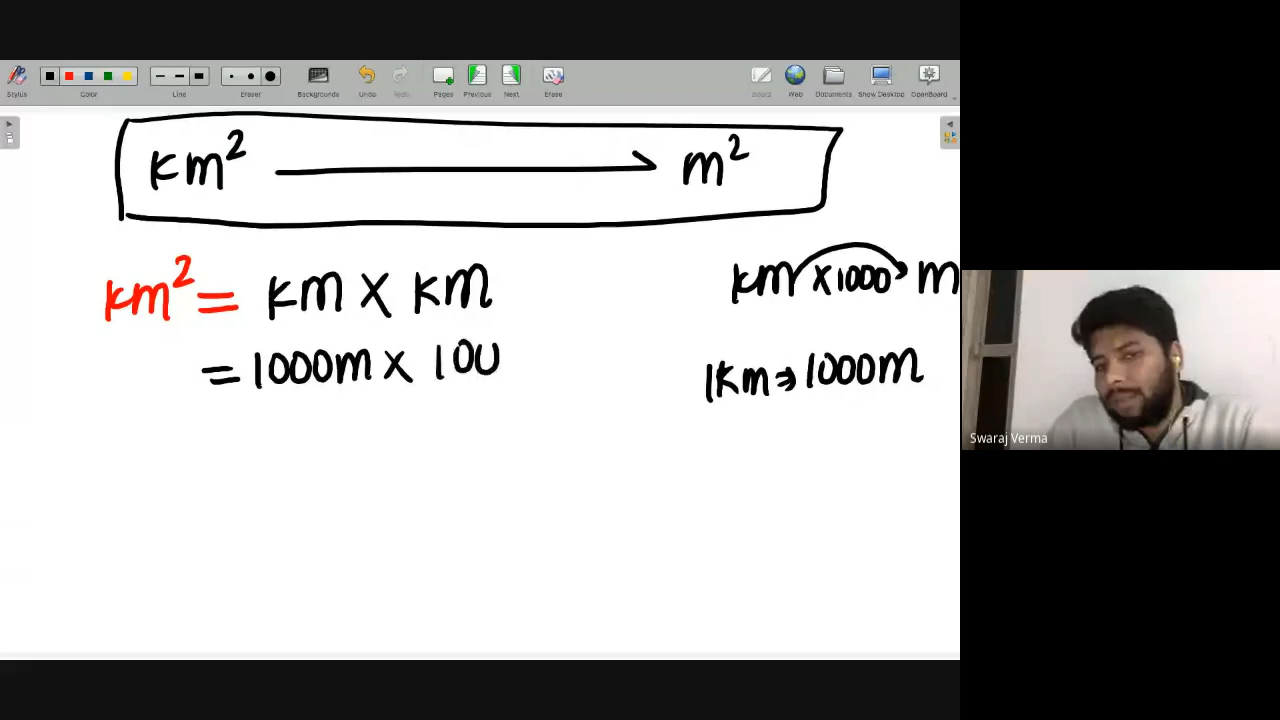 Stylus Color Line Eraser Backgrounds Undo Redo Pages Previous Next Erase Board Web Documents Show Desktop OpenBoard
km² → m²
km² = km × km
= 1000m × 100
km ×1000 m
1km ⇒ 1000m
Swaraj Verma